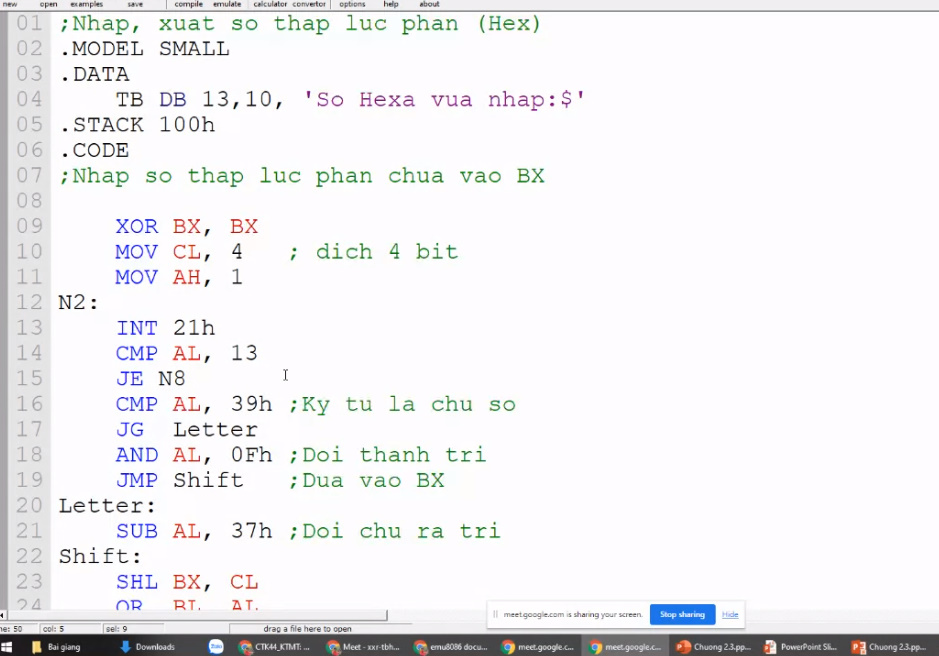 new open examples save compile emulate calculator convertor options help about
01 ;Nhap, xuat so thap luc phan (Hex)
02 .MODEL SMALL
03 .DATA
04 TB DB 13,10, 'So Hexa vua nhap:$'
05 .STACK 100h
06 .CODE
07 ;Nhap so thap luc phan chua vao BX
08
09 XOR BX, BX
10 MOV CL, 4 ; dich 4 bit
11 MOV AH, 1
12 N2:
13 INT 21h
14 CMP AL, 13
15 JE N8
16 CMP AL, 39h ;Ky tu la chu so
17 JG Letter
18 AND AL, 0Fh ;Doi thanh tri
19 JMP Shift ;Dua vao BX
20 Letter:
21 SUB AL, 37h ;Doi chu ra tri
22 Shift:
23 SHL BX, CL
24 OR BL, AL
meet.google.com is sharing your screen. Stop sharing Hide
ne: 50 col: 5 sel: 9 drag a file here to open
Bai giang Downloads Zalo CTK44_KTMT: ... Meet - xxr-tbh... emu8086 docu... meet.google.c... meet.google.c... Chuong 2.3.pp... PowerPoint Sli... Chuong 2.3.pp...